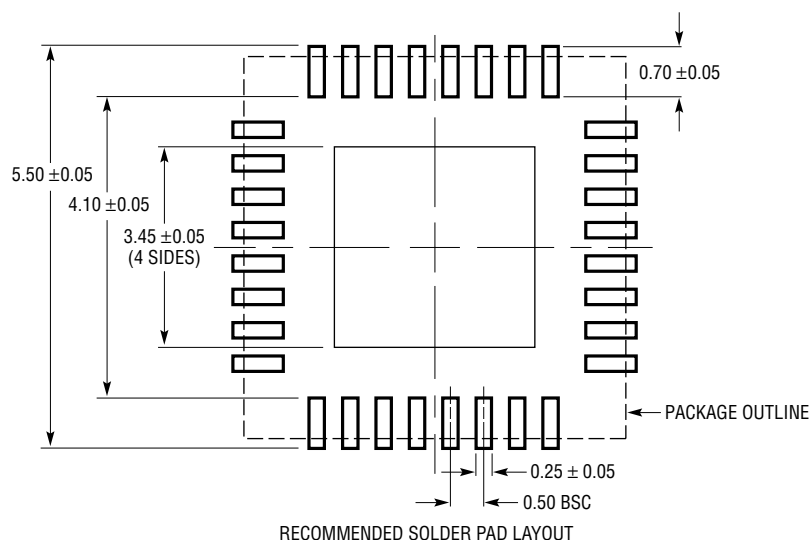 0.70 ±0.05
5.50 ±0.05
4.10 ±0.05
3.45 ±0.05
(4 SIDES)
PACKAGE OUTLINE
0.25 ± 0.05
0.50 BSC
RECOMMENDED SOLDER PAD LAYOUT